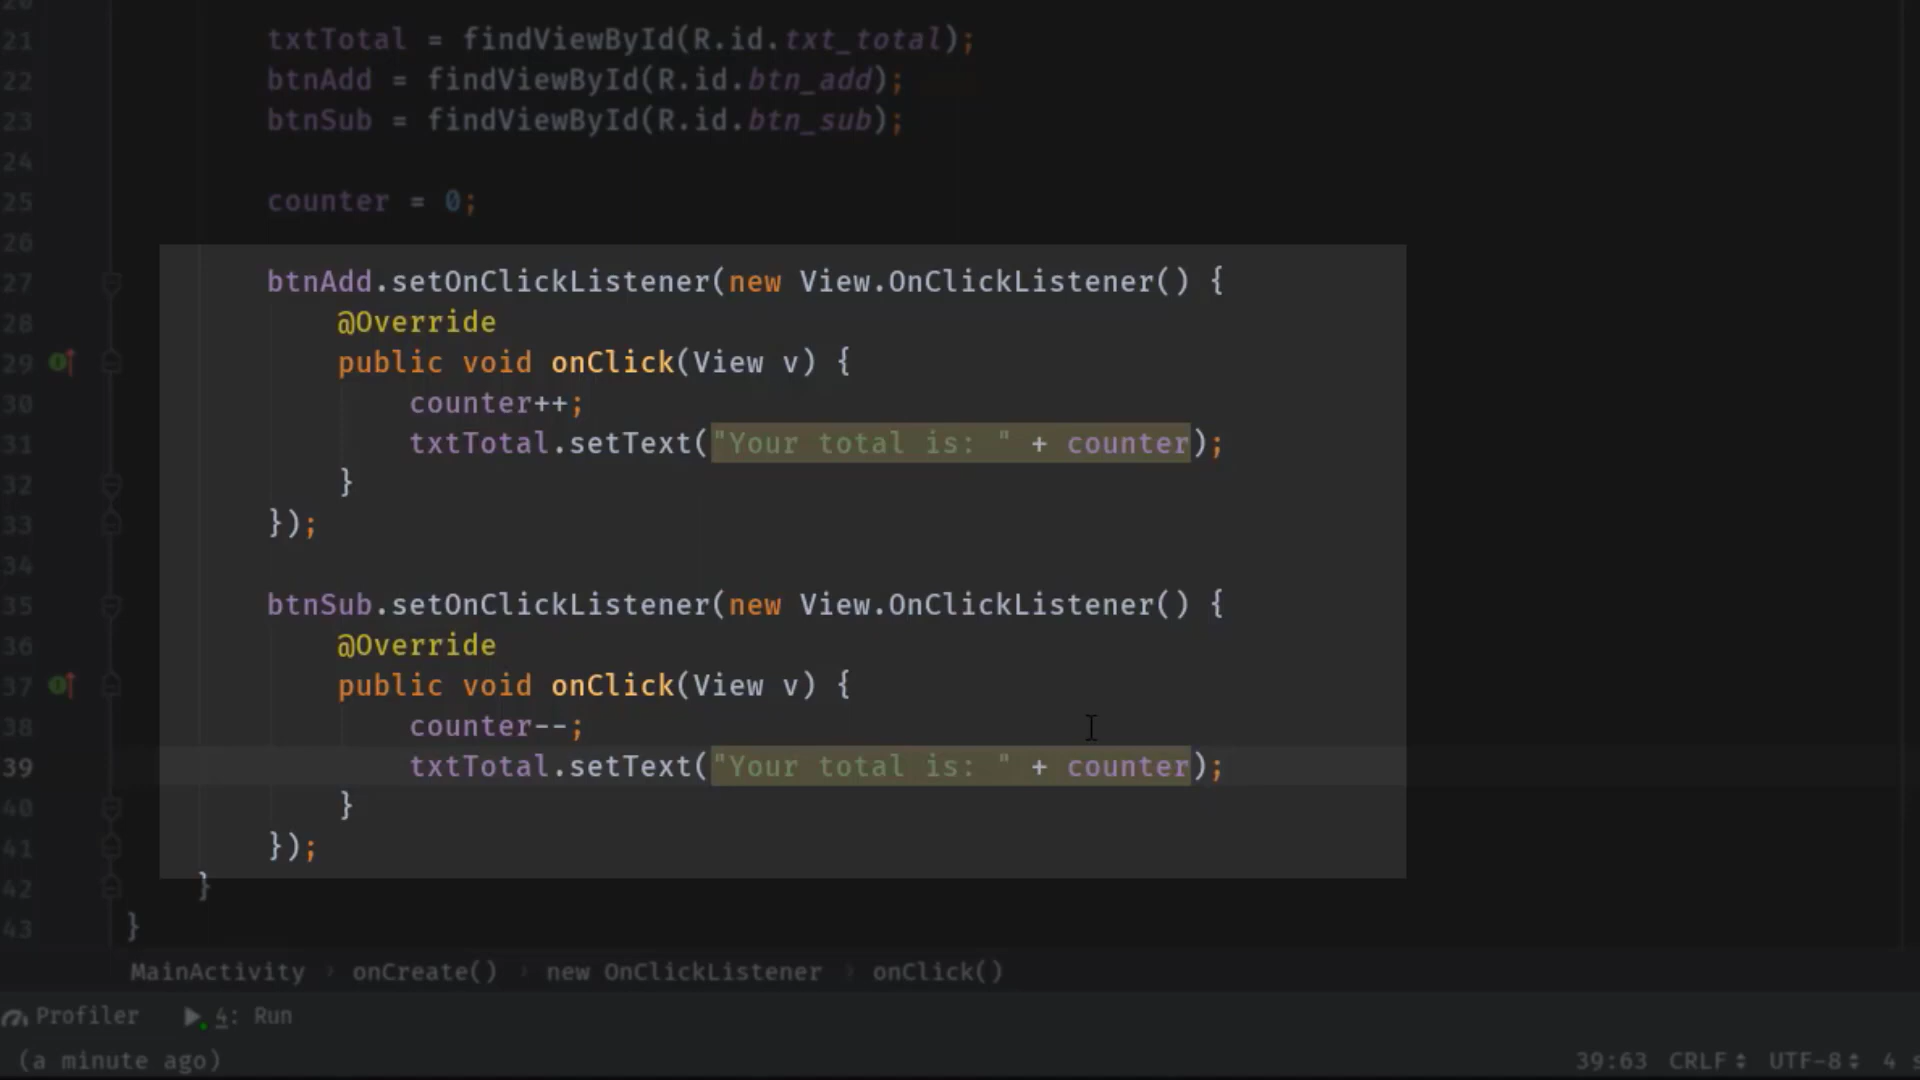 20
21 txtTotal = findViewById(R.id.txt_total);
22 btnAdd = findViewById(R.id.btn_add);
23 btnSub = findViewById(R.id.btn_sub);
24
25 counter = 0;
26
27 btnAdd.setOnClickListener(new View.OnClickListener() {
28 @Override
29 public void onClick(View v) {
30 counter++;
31 txtTotal.setText("Your total is: " + counter);
32 }
33 });
34
35 btnSub.setOnClickListener(new View.OnClickListener() {
36 @Override
37 public void onClick(View v) {
38 counter--;
39 txtTotal.setText("Your total is: " + counter);
40 }
41 });
42 }
43 }
MainActivity › onCreate() › new OnClickListener › onClick()
Profiler 4: Run
(a minute ago) 39:63 CRLF UTF-8 4